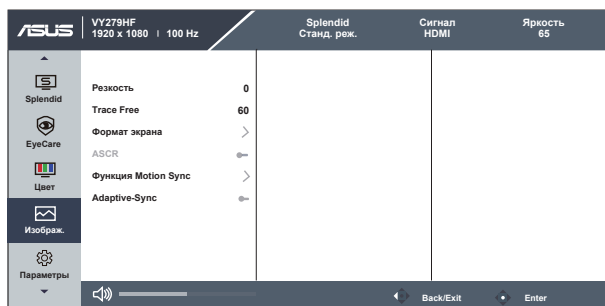 ASUS
VY279HF
1920 x 1080 | 100 Hz
Splendid
Станд. реж.
Сигнал
HDMI
Яркость
65
Splendid
EyeCare
Цвет
Изображ.
Параметры
Резкость 0
Trace Free 60
Формат экрана
ASCR
Функция Motion Sync
Adaptive-Sync
Back/Exit
Enter